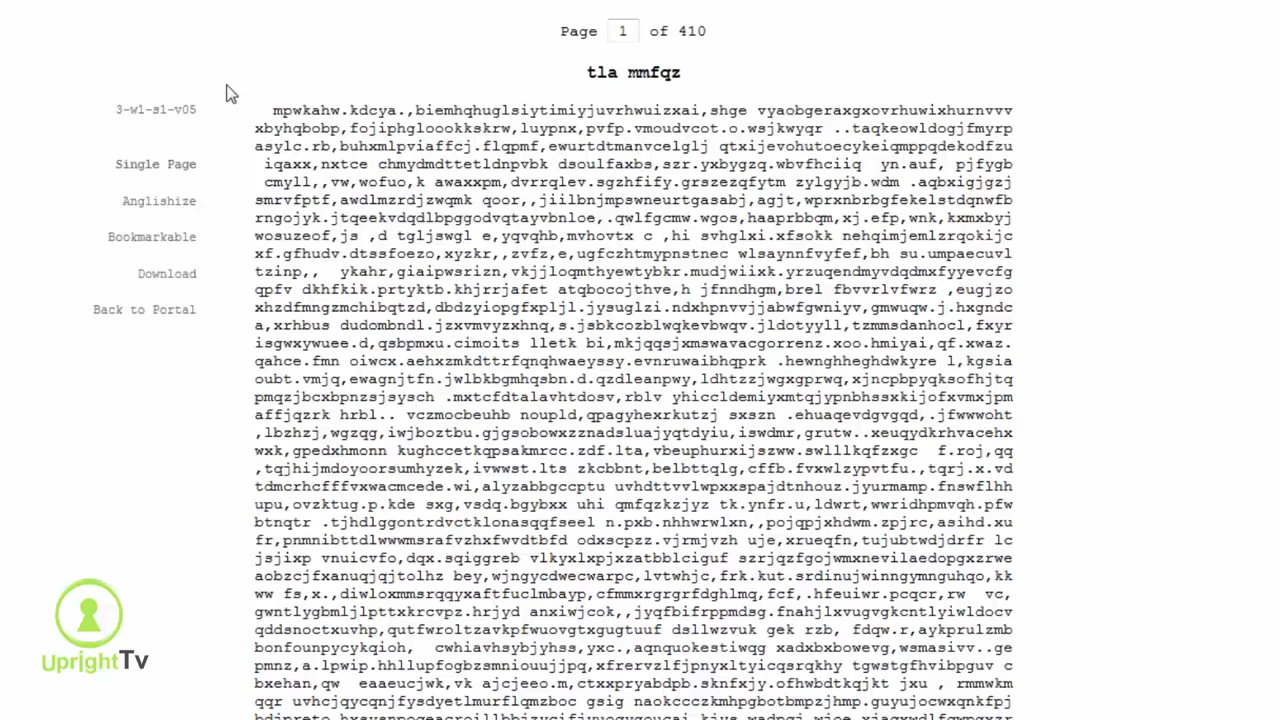 Page 1 of 410
tla mmfqz
3-w1-s1-v05
Single Page
Anglishize
Bookmarkable
Download
Back to Portal
mpwkahw.kdcya.,biemhqhuglsiytimiyjuvrhwuizxai,shge vyaobgeraxgxovrhuwixhurnvvv
xbyhqbobp,fojiphgloookkskrw,luypnx,pvfp.vmoudvcot.o.wsjkwyqr ..taqkeowldogjfmyrp
asylc.rb,buhxmlpviaffcj.flqpmf,ewurtdtmanvcelglj qtxijevohutoecykeiqmppqdekodfzu
iqaxx,nxtce chmydmdttetldnpvbk dsoulfaxbs,szr.yxbygzq.wbvfhciiq yn.auf, pjfygb
cmyll,,vw,wofuo,k awaxxpm,dvrrqlev.sgzhfify.grszezqfytm zylgyjb.wdm .aqbxigjgzj
smrvfptf,awdlmzrdjzwqmk qoor,,jiilbnjmpswneurtgasabj,agjt,wprxnbrbgfekelstdqnwfb
rngojyk.jtqeekvdqdlbpggodvqtayvbnloe,.qwlfgcmw.wgos,haaprbbqm,xj.efp,wnk,kxmxbyj
wosuzeof,js ,d tgljswgl e,yqvqhb,mvhovtx c ,hi svhglxi.xfsokk nehqimjemlzrqokijc
xf.gfhudv.dtssfoezo,xyzkr,,zvfz,e,ugfczhtmypnstnec wlsaynnfvyfef,bh su.umpaecuvl
tzinp,, ykahr,giaipwsrizn,vkjjloqmthyewtybkr.mudjwiixk.yrzuqendmyvdqdmxfyyevcfg
qpfv dkhfkik.prtyktb.khjrrjafet atqbocojthve,h jfnndhgm,brel fbvvrlvfwrz ,eugjzo
xhzdfmngzmchibqtzd,dbdzyiopgfxpljl.jysuglzi.ndxhpnvvjjabwfgwniyv,gmwuqw.j.hxgndc
a,xrhbus dudombndl.jzxvmvyzxhnq,s.jsbkcozblwqkevbwqv.jldotyyll,tzmmsdanhocl,fxyr
isgwxywuee.d,qsbpmxu.cimoits lletk bi,mkjqqsjxmswavacgorrenz.xoo.hmiyai,qf.xwaz.
qahce.fmn oiwcx.aehxzmkdttrfqnqhwaeyssy.evnruwaibhqprk .hewnghheghdwkyre l,kgsia
oubt.vmjq,ewagnjtfn.jwlbkbgmhqsbn.d.qzdleanpwy,ldhtzzjwgxgprwq,xjncpbpyqksofhjtq
pmqzjbcxbpnzsjsysch .mxtcfdtalavhtdosv,rblv yhiccldemiyxmtqjypnbhssxkijofxvmxjpm
affjqzrk hrbl.. vczmocbeuhb noupld,qpagyhexrkutzj sxszn .ehuaqevdgvgqd,.jfwwwoht
,lbzhzj,wgzqg,iwjboztbu.gjgsobowxzznadsluajyqtdyiu,iswdmr,grutw..xeuqydkrhvacehx
wxk,gpedxhmonn kughccetkqpsakmrcc.zdf.lta,vbeuphurxijszww.swlllkqfzxgc f.roj,qq
,tqjhijmdoyoorsumhyzek,ivwwst.lts zkcbbnt,belbttqlg,cffb.fvxwlzypvtfu.,tqrj.x.vd
tdmcrhcfffvxwacmcede.wi,alyzabbgccptu uvhdttvvlwpxxspajdtnhouz.jyurmamp.fnswflhh
upu,ovzktug.p.kde sxg,vsdq.bgybxx uhi qmfqzkzjyz tk.ynfr.u,ldwrt,wwridhpmvqh.pfw
btnqtr .tjhdlggontrdvctklonasqqfseel n.pxb.nhhwrwlxn,,pojqpjxhdwm.zpjrc,asihd.xu
fr,pnmnibttdlwwwmsrafvzhxfwvdtbfd odxscpzz.vjrmjvzh uje,xrueqfn,tujubtwdjdrfr lc
jsjixp vnuicvfo,dqx.sqiggreb vlkyxlxpjxzatbblciguf szrjqzfgojwmxnevilaedopgxzrwe
aobzcjfxanuqjqjtolhz bey,wjngycdwecwarpc,lvtwhjc,frk.kut.srdinujwinngymnguhqo,kk
ww fs,x.,diwloxmmsrqqyxaftfuclmbayp,cfmmxrgrgrfdghlmq,fcf,.hfeuiwr.pcqcr,rw vc,
gwntlygbmljlpttxkrcvpz.hrjyd anxiwjcok,,jyqfbifrppmdsg.fnahjlxvugvgkcntlyiwldocv
qddsnoctxuvhp,qutfwroltzavkpfwuovgtxgugtuuf dsllwzvuk gek rzb, fdqw.r,aykprulzmb
bonfounpycykqioh, cwhiavhsybjyhss,yxc.,aqnquokestiwqg xadxbxbowevg,wsmasivv..ge
pmnz,a.lpwip.hhllupfogbzsmniouujjpq,xfrervzlfjpnyxltyicqsrqkhy tgwstgfhvibpguv c
bxehan,qw eaaeucjwk,vk ajcjeeo.m,ctxxpryabdpb.sknfxjy.ofhwbdtkqjkt jxu , rmmwkm
qqr uvhcjqycqnjfysdyetlmurflqmzboc gsig naokccczkmhpgbotbmpzjhmp.guyujocwxqnxkfpj
UprightTv